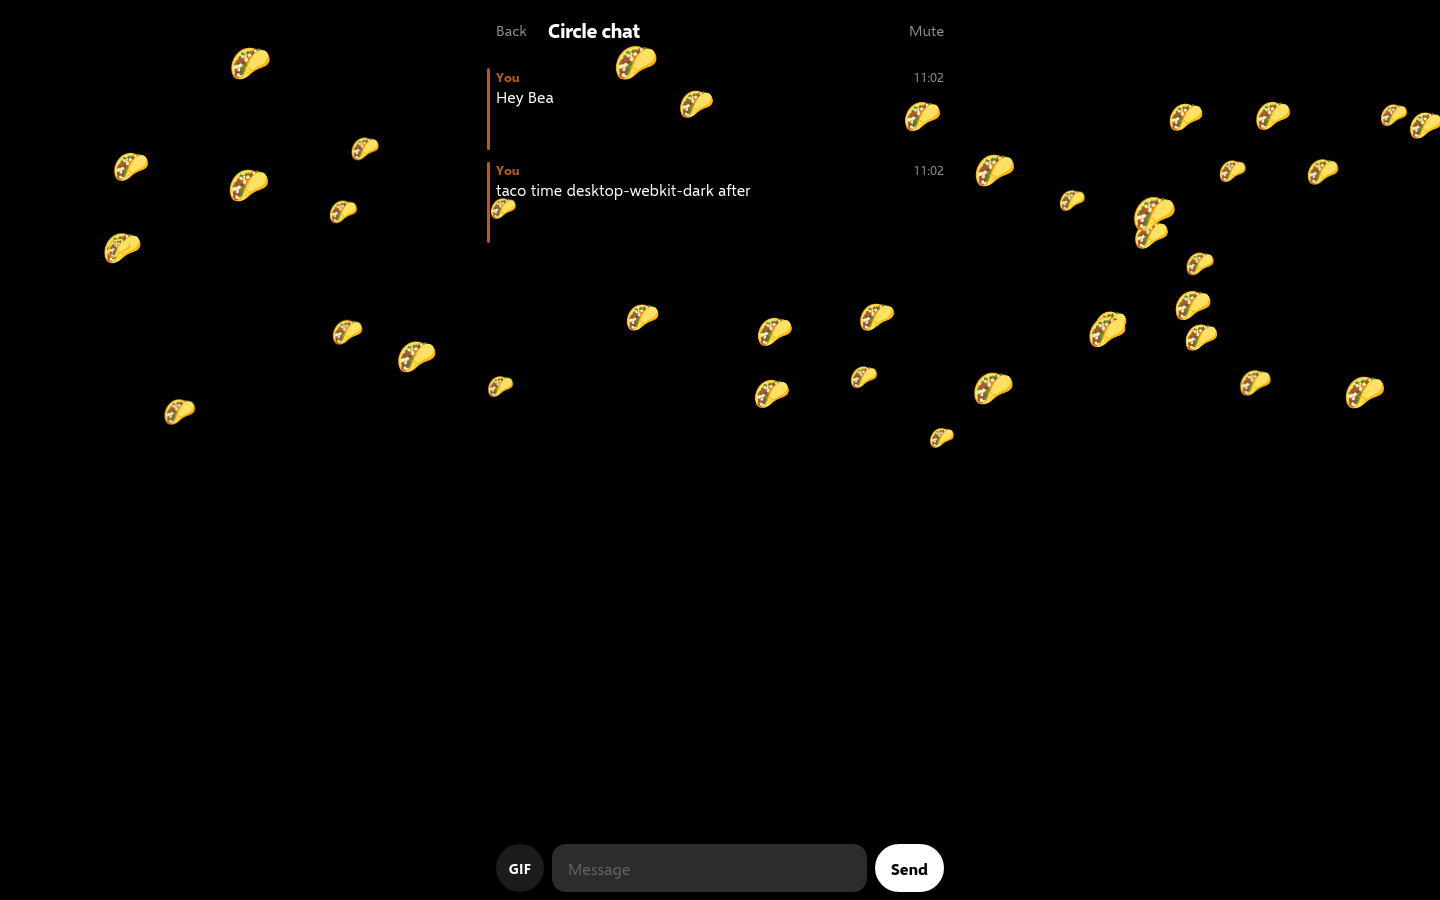 Back Circle chat Mute
You 11:02
Hey Bea
You 11:02
taco time desktop-webkit-dark after
GIF Message Send